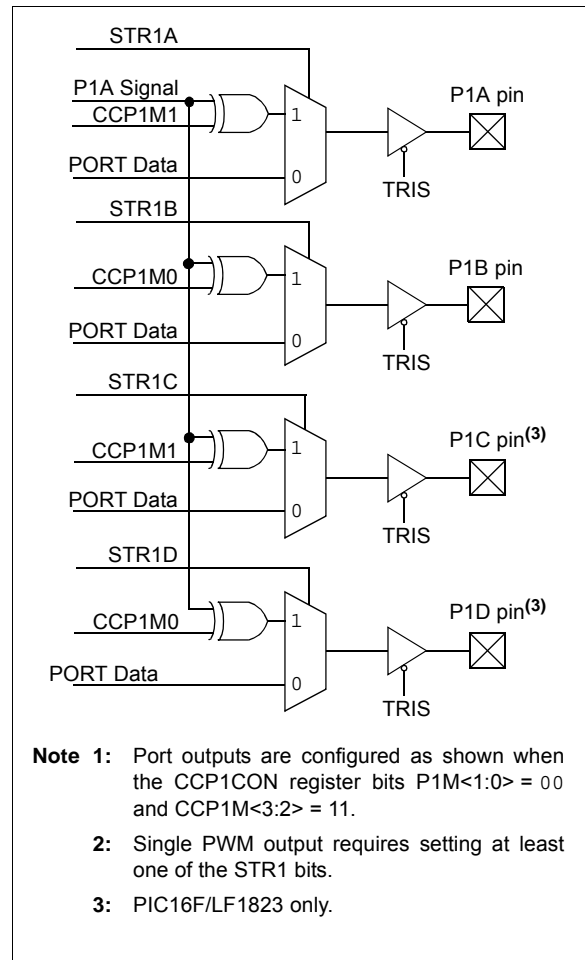 STR1A
P1A Signal
CCP1M1
1
P1A pin
PORT Data
0
TRIS
STR1B
CCP1M0
1
P1B pin
PORT Data
0
TRIS
STR1C
CCP1M1
1
P1C pin(3)
PORT Data
0
TRIS
STR1D
CCP1M0
1
P1D pin(3)
PORT Data
0
TRIS
Note 1: Port outputs are configured as shown when
the CCP1CON register bits P1M<1:0> = 00
and CCP1M<3:2> = 11.
2: Single PWM output requires setting at least
one of the STR1 bits.
3: PIC16F/LF1823 only.